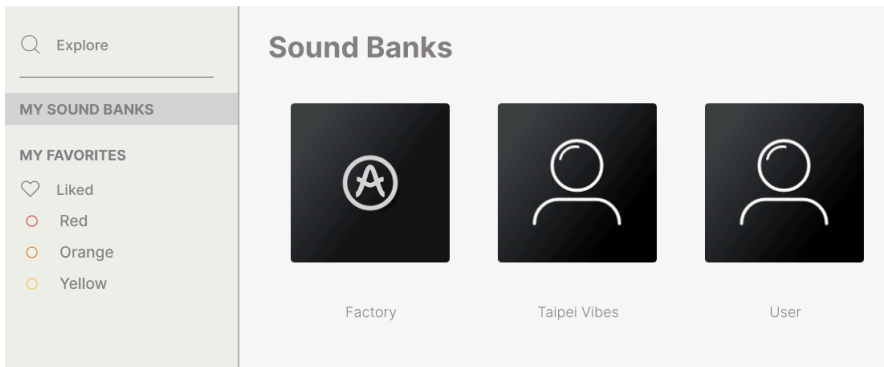 Explore
MY SOUND BANKS
MY FAVORITES
Liked
Red
Orange
Yellow
Sound Banks
Factory
Taipei Vibes
User